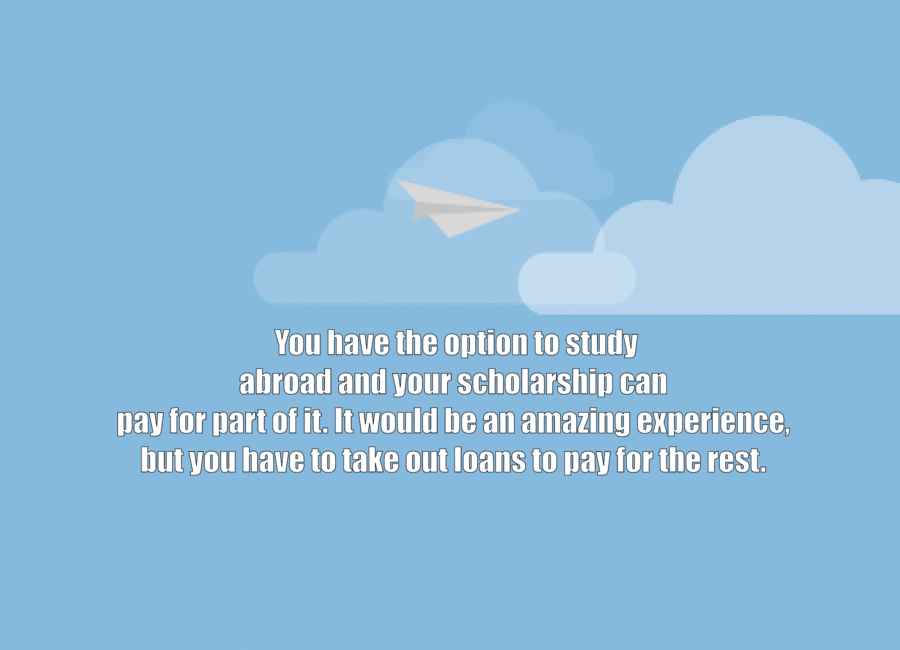 You have the option to study
abroad and your scholarship can
pay for part of it. It would be an amazing experience,
but you have to take out loans to pay for the rest.